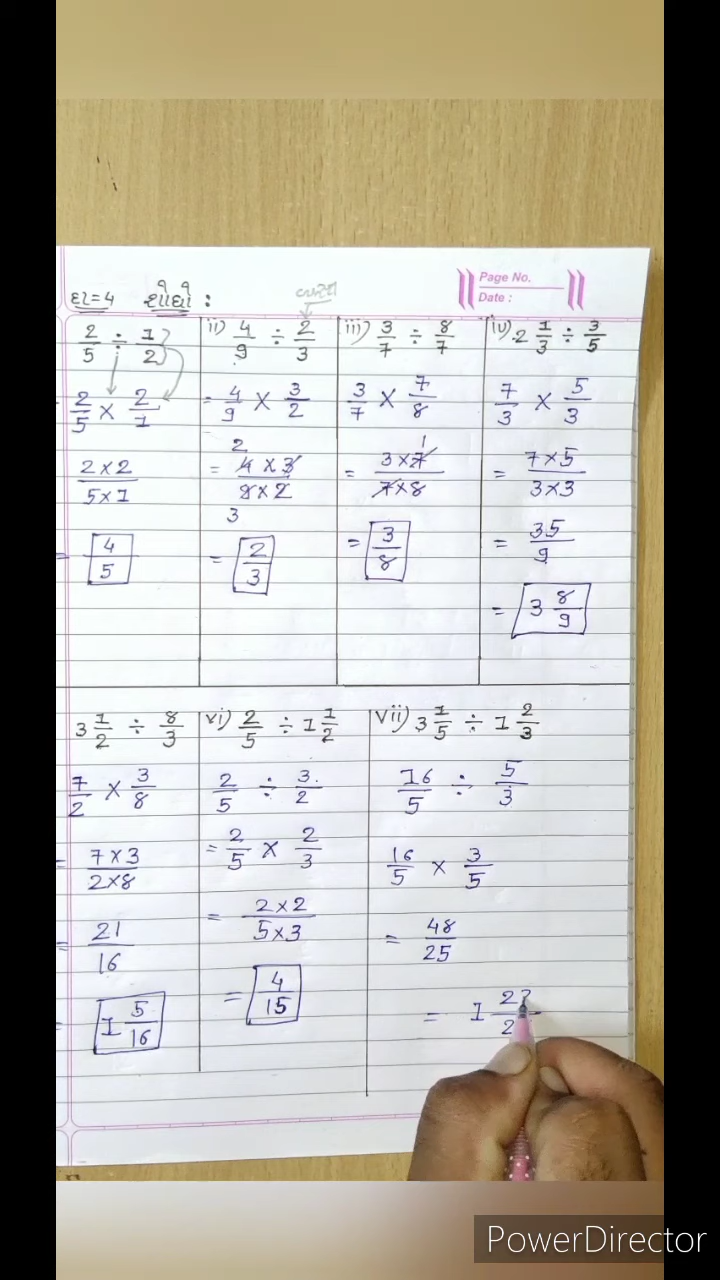 Page No.
Date :
દા=4 શોધો :
2/5 ÷ 1/2
2/5 × 2/1
2×2/5×1
= 4/5
ii) 4/9 ÷ 2/3
= 4/9 × 3/2
2
= 4×3/9×2
3
= 2/3
iii) 3/7 ÷ 8/7
3/7 × 7/8
1
= 3×7/7×8
= 3/8
iv) 2 1/3 ÷ 3/5
7/3 × 5/3
= 7×5/3×3
= 35/9
= 3 8/9
3 1/2 ÷ 8/3
7/2 × 3/8
= 7×3/2×8
= 21/16
= 1 5/16
vi) 2/5 ÷ 1 1/2
2/5 ÷ 3/2
= 2/5 × 2/3
= 2×2/5×3
= 4/15
vii) 3 1/5 ÷ 1 2/3
16/5 ÷ 5/3
16/5 × 3/5
= 48/25
= 1 23/2
PowerDirector